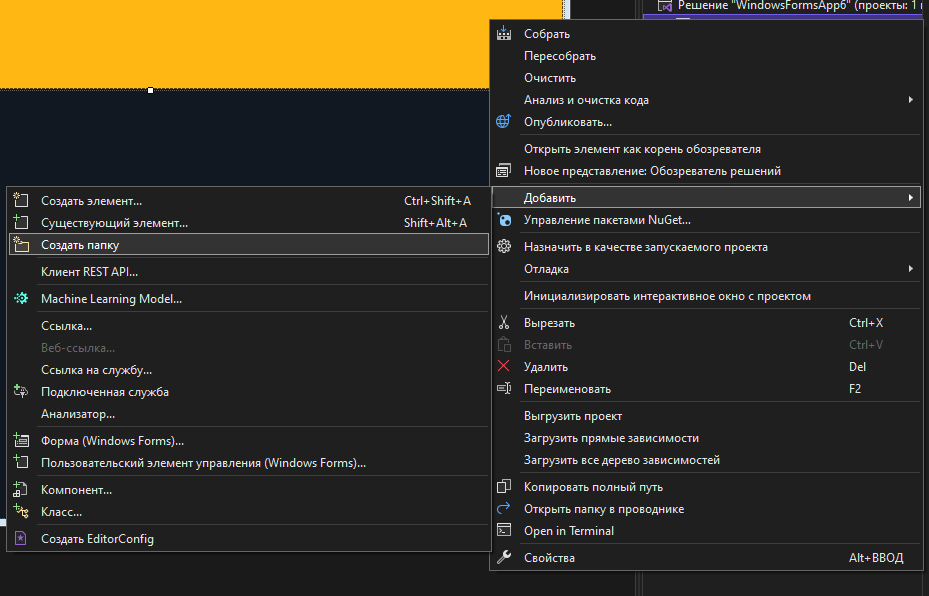 Решение "WindowsFormsApp6" (проекты: 1
Собрать
Пересобрать
Очистить
Анализ и очистка кода
Опубликовать...
Открыть элемент как корень обозревателя
Новое представление: Обозреватель решений
Добавить
Управление пакетами NuGet...
Назначить в качестве запускаемого проекта
Отладка
Инициализировать интерактивное окно с проектом
Вырезать Ctrl+X
Вставить Ctrl+V
Удалить Del
Переименовать F2
Выгрузить проект
Загрузить прямые зависимости
Загрузить все дерево зависимостей
Копировать полный путь
Открыть папку в проводнике
Open in Terminal
Свойства Alt+ВВОД
Создать элемент... Ctrl+Shift+A
Существующий элемент... Shift+Alt+A
Создать папку
Клиент REST API...
Machine Learning Model...
Ссылка...
Веб-ссылка...
Ссылка на службу...
Подключенная служба
Анализатор...
Форма (Windows Forms)...
Пользовательский элемент управления (Windows Forms)...
Компонент...
Класс...
Создать EditorConfig